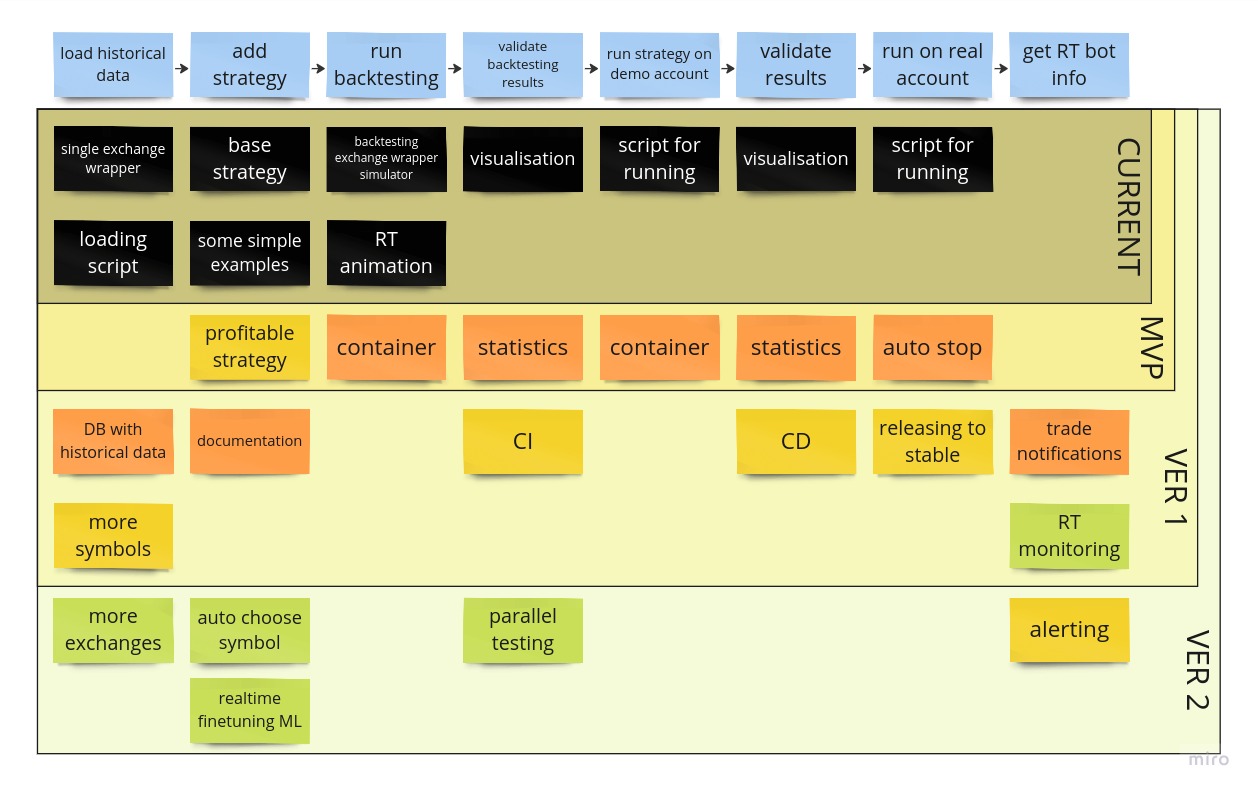 load historical
data
add
strategy
run
backtesting
validate
backtesting
results
run strategy on
demo account
validate
results
run on real
account
get RT bot
info
single exchange
wrapper
base
strategy
backtesting
exchange wrapper
simulator
visualisation
script for
running
visualisation
script for
running
CURRENT
loading
script
some simple
examples
RT
animation
profitable
strategy
container
statistics
container
statistics
auto stop
MVP
DB with
historical data
documentation
CI
CD
releasing to
stable
trade
notifications
VER 1
more
symbols
RT
monitoring
more
exchanges
auto choose
symbol
parallel
testing
alerting
VER 2
realtime
finetuning ML
miro